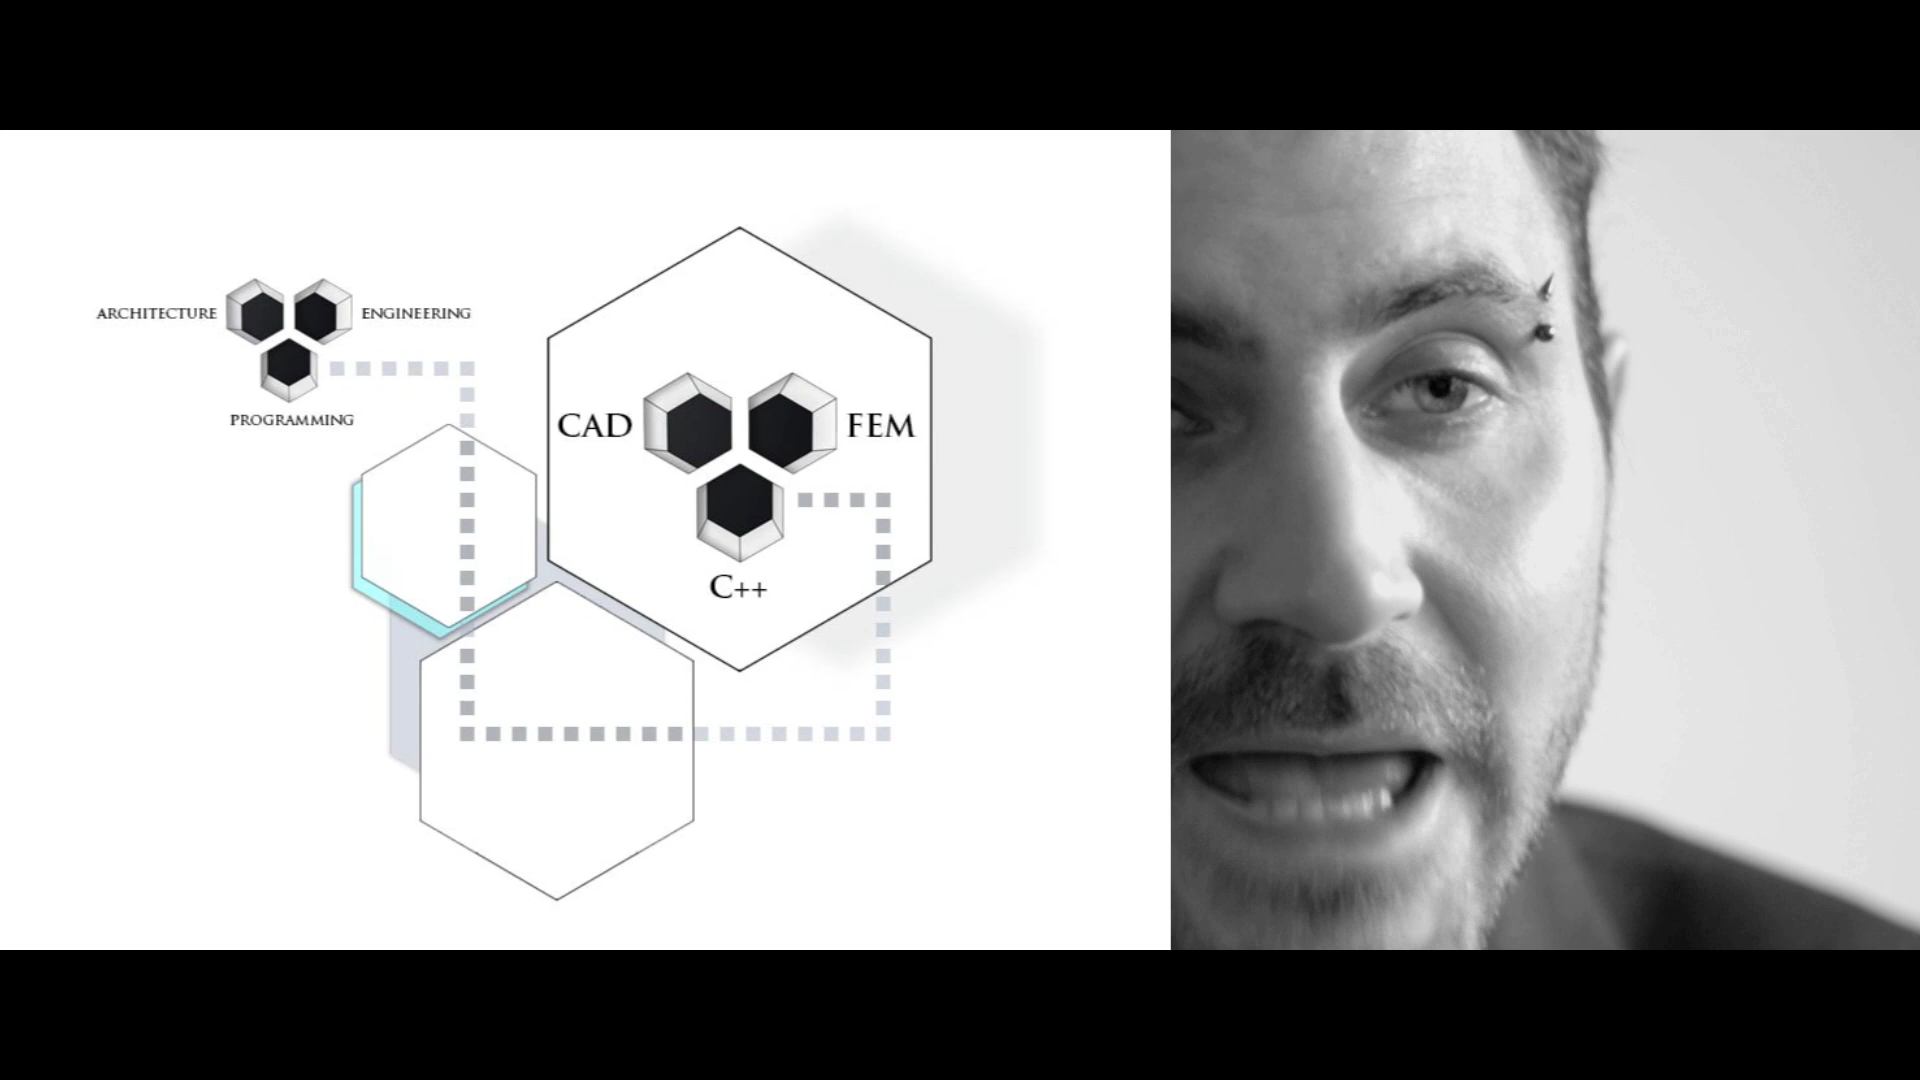 ARCHITECTURE
ENGINEERING
PROGRAMMING
CAD
FEM
C++